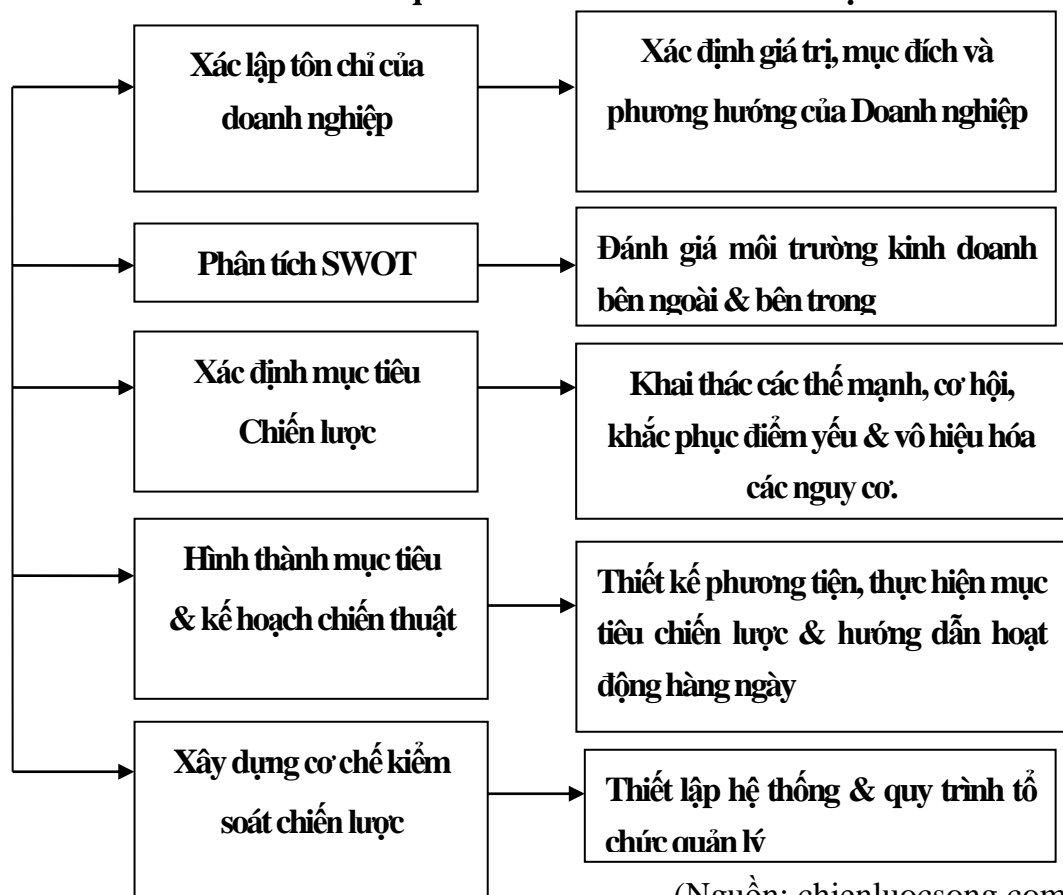 Xác lập tôn chỉ của
doanh nghiệp
Xác định giá trị, mục đích và
phương hướng của Doanh nghiệp
Phân tích SWOT
Đánh giá môi trường kinh doanh
bên ngoài & bên trong
Xác định mục tiêu
Chiến lược
Khai thác các thế mạnh, cơ hội,
khắc phục điểm yếu & vô hiệu hóa
các nguy cơ.
Hình thành mục tiêu
& kế hoạch chiến thuật
Thiết kế phương tiện, thực hiện mục
tiêu chiến lược & hướng dẫn hoạt
động hàng ngày
Xây dựng cơ chế kiểm
soát chiến lược
Thiết lập hệ thống & quy trình tổ
chức quản lý
(Nguồn: chienluocsong.com